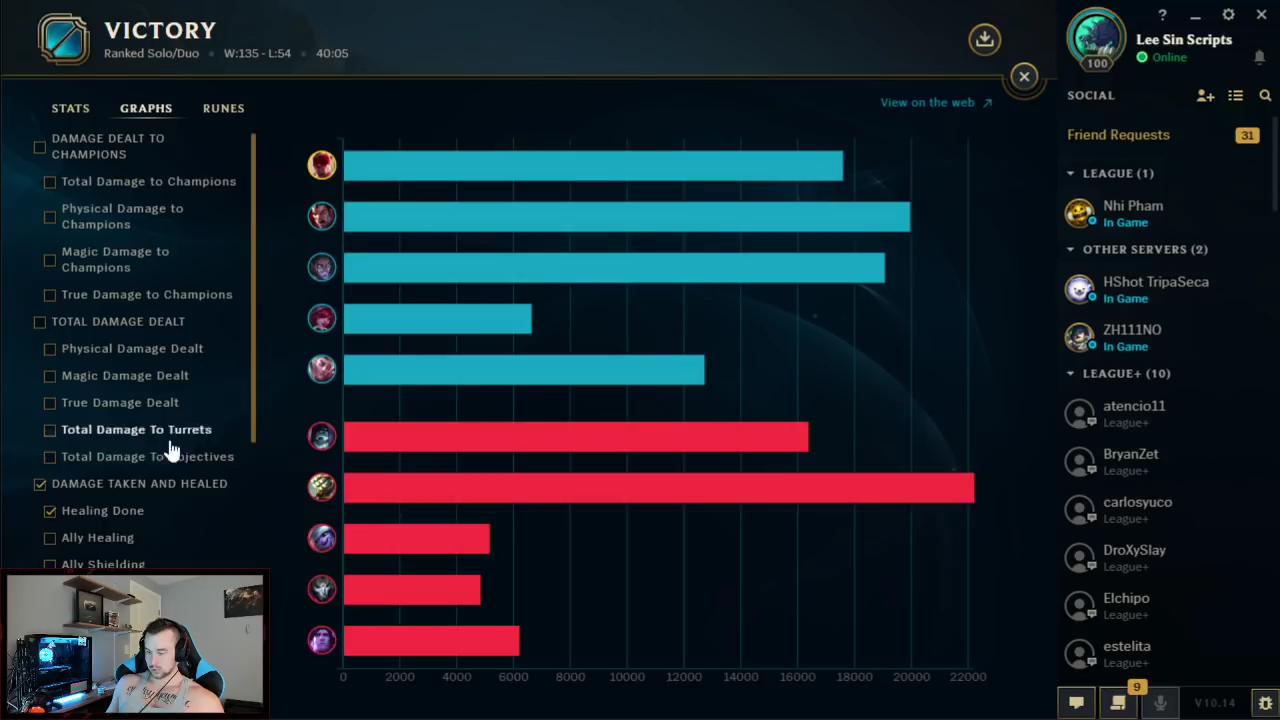 VICTORY
Ranked Solo/Duo • W:135 - L:54 • 40:05
STATS GRAPHS RUNES
View on the web
DAMAGE DEALT TO
CHAMPIONS
Total Damage to Champions
Physical Damage to
Champions
Magic Damage to
Champions
True Damage to Champions
TOTAL DAMAGE DEALT
Physical Damage Dealt
Magic Damage Dealt
True Damage Dealt
Total Damage To Turrets
Total Damage To
DAMAGE TAKEN AND HEALED
Healing Done
Ally Healing
Ally Shielding
0 2000 4000 6000 8000 10000 12000 14000 16000 18000 20000 22000
?
Lee Sin Scripts
Online
100
SOCIAL
Friend Requests 31
LEAGUE (1)
Nhi Pham
In Game
OTHER SERVERS (2)
HShot TripaSeca
In Game
ZH111NO
In Game
LEAGUE+ (10)
atencio11
League+
BryanZet
League+
carlosyuco
League+
DroXySlay
League+
Elchipo
League+
estelita
League+
9
V10.14